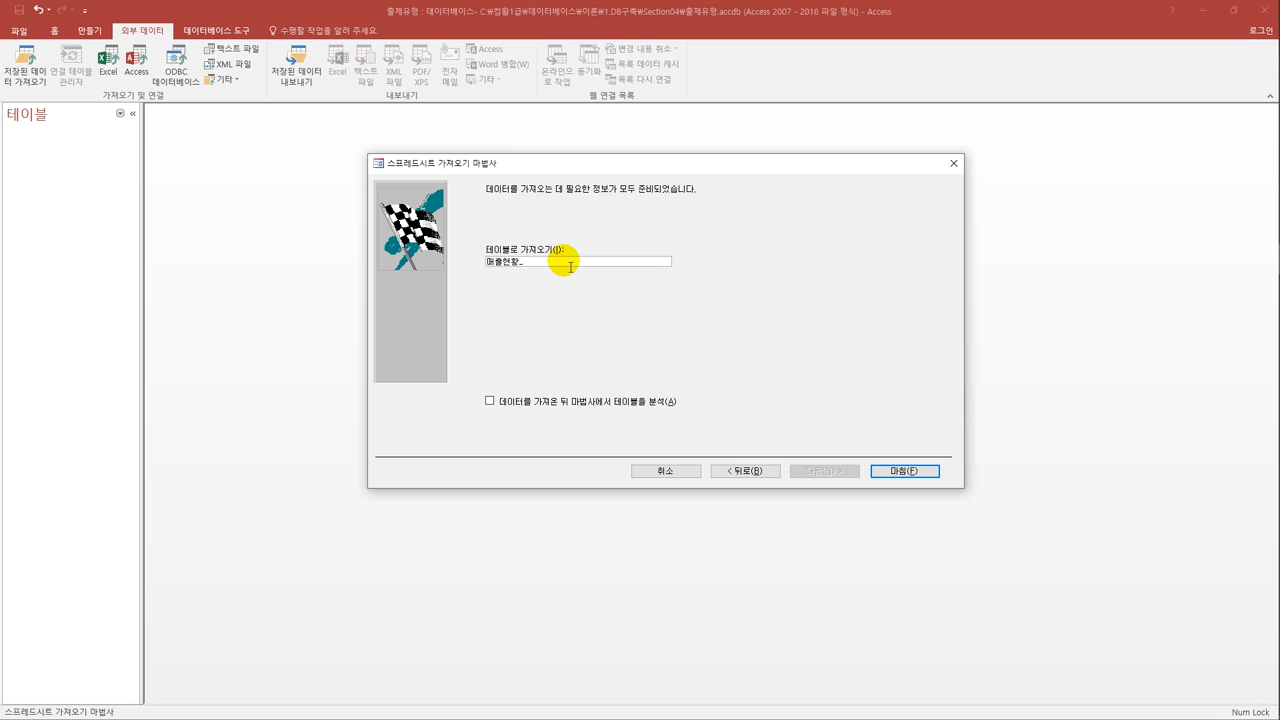 출제유형 : 데이터베이스- C:₩컴활1급₩데이터베이스₩이론₩1.DB구축₩Section04₩출제유형.accdb (Access 2007 - 2016 파일 형식) - Access
파일 홈 만들기 외부 데이터 데이터베이스 도구 수행할 작업을 알려 주세요. 로그인
저장된 데이터 가져오기
연결 테이블 관리자
Excel
Access
ODBC 데이터베이스
텍스트 파일
XML 파일
기타
가져오기 및 연결
저장된 데이터 내보내기
Excel
텍스트 파일
XML 파일
PDF/XPS
전자 메일
Access
Word 병합(W)
기타
내보내기
온라인으로 작업
동기화
변경 내용 취소
목록 데이터 캐시
목록 다시 연결
웹 연결 목록
테이블
스프레드시트 가져오기 마법사
데이터를 가져오는 데 필요한 정보가 모두 준비되었습니다.
테이블로 가져오기(I):
매출현황_
데이터를 가져온 뒤 마법사에서 테이블을 분석(A)
취소 < 뒤로(B) 다음(N) > 마침(F)
스프레드시트 가져오기 마법사 Num Lock